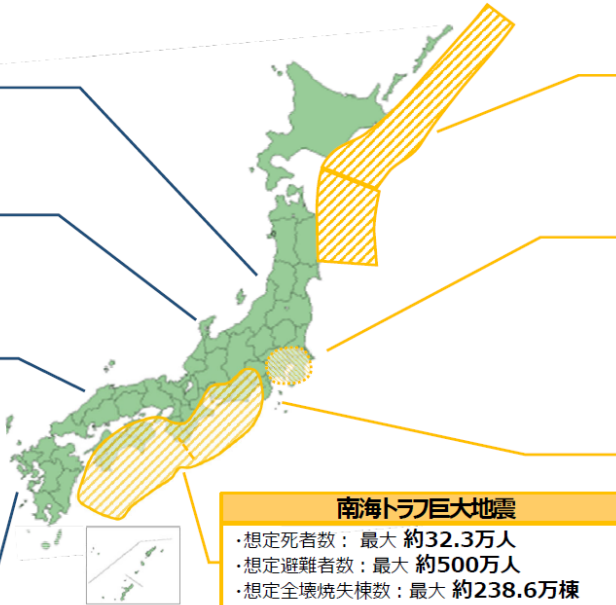 南海トラフ巨大地震
・想定死者数： 最大 約32.3万人
・想定避難者数：最大 約500万人
・想定全壊焼失棟数：最大 約238.6万棟